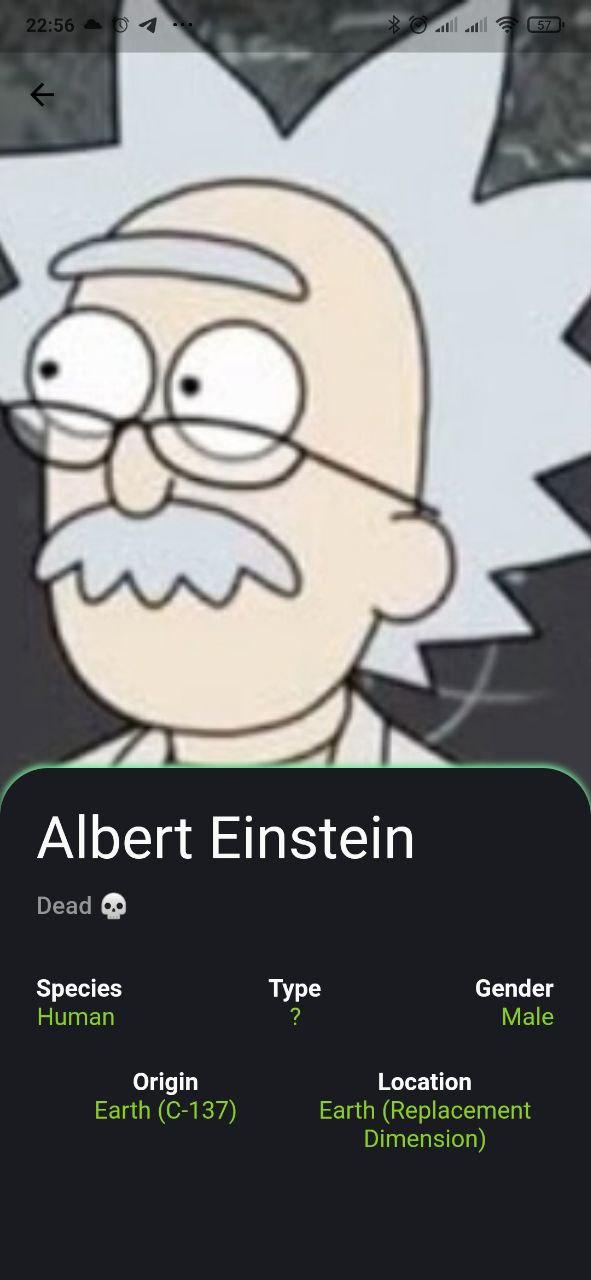 22:56
57
Albert Einstein
Dead 💀
Species Type Gender
Human ? Male
Origin Location
Earth (C-137) Earth (Replacement
Dimension)